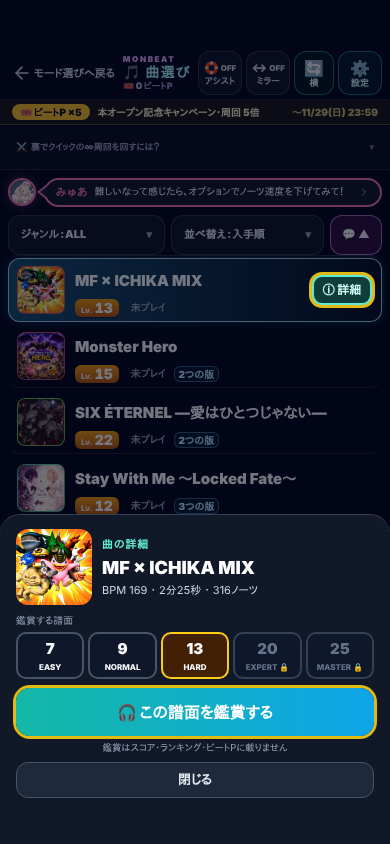 ← モード選びへ戻る
MONBEAT
🎵 曲選び
🎟️ 0 ビートP
🛟 OFF
アシスト
↔ OFF
ミラー
🔄
横
⚙️
設定
🎟️ ビートP ×5 本オープン記念キャンペーン・周回 5倍 〜11/29(日) 23:59
⚔️ 裏でクイックの∞周回を回すには? ▼
みゅあ 難しいなって感じたら、オプションでノーツ速度を下げてみて!
ジャンル:ALL ▼
並べ替え:入手順 ▼
💬 ▲
MF × ICHIKA MIX
Lv. 13 未プレイ
ⓘ 詳細
Monster Hero
Lv. 15 未プレイ 2つの版
SIX ÉTERNEL —愛はひとつじゃない—
Lv. 22 未プレイ 2つの版
Stay With Me 〜Locked Fate〜
Lv. 12 未プレイ 3つの版
曲の詳細
MF × ICHIKA MIX
BPM 169・2分25秒・316ノーツ
鑑賞する譜面
7
EASY
9
NORMAL
13
HARD
20
EXPERT 🔒
25
MASTER 🔒
🎧 この譜面を鑑賞する
鑑賞はスコア・ランキング・ビートPに載りません
閉じる